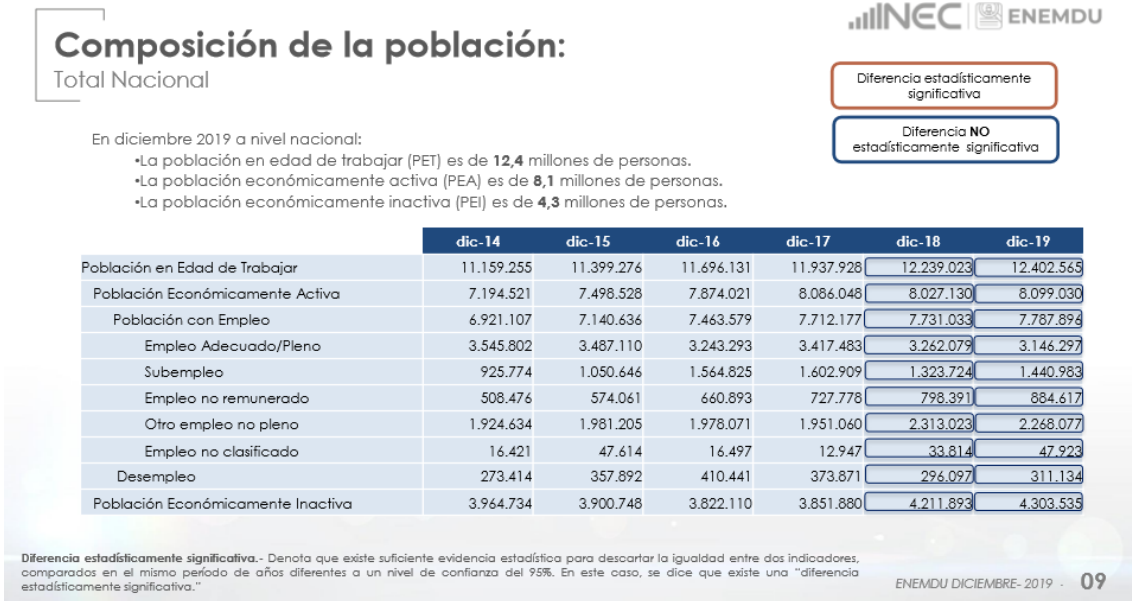 INEC ENEMDU
Composición de la población:
Total Nacional
Diferencia estadísticamente
significativa
Diferencia NO
estadísticamente significativa
En diciembre 2019 a nivel nacional:
•La población en edad de trabajar (PET) es de 12,4 millones de personas.
•La población económicamente activa (PEA) es de 8,1 millones de personas.
•La población económicamente inactiva (PEI) es de 4,3 millones de personas.
dic-14 dic-15 dic-16 dic-17 dic-18 dic-19
Población en Edad de Trabajar 11.159.255 11.399.276 11.696.131 11.937.928 12.239.023 12.402.565
Población Económicamente Activa 7.194.521 7.498.528 7.874.021 8.086.048 8.027.130 8.099.030
Población con Empleo 6.921.107 7.140.636 7.463.579 7.712.177 7.731.033 7.787.896
Empleo Adecuado/Pleno 3.545.802 3.487.110 3.243.293 3.417.483 3.262.079 3.146.297
Subempleo 925.774 1.050.646 1.564.825 1.602.909 1.323.724 1.440.983
Empleo no remunerado 508.476 574.061 660.893 727.778 798.391 884.617
Otro empleo no pleno 1.924.634 1.981.205 1.978.071 1.951.060 2.313.023 2.268.077
Empleo no clasificado 16.421 47.614 16.497 12.947 33.814 47.923
Desempleo 273.414 357.892 410.441 373.871 296.097 311.134
Población Económicamente Inactiva 3.964.734 3.900.748 3.822.110 3.851.880 4.211.893 4.303.535
Diferencia estadísticamente significativa.- Denota que existe suficiente evidencia estadística para descartar la igualdad entre dos indicadores,
comparados en el mismo período de años diferentes a un nivel de confianza del 95%. En este caso, se dice que existe una "diferencia
estadísticamente significativa."
ENEMDU DICIEMBRE- 2019 - 09